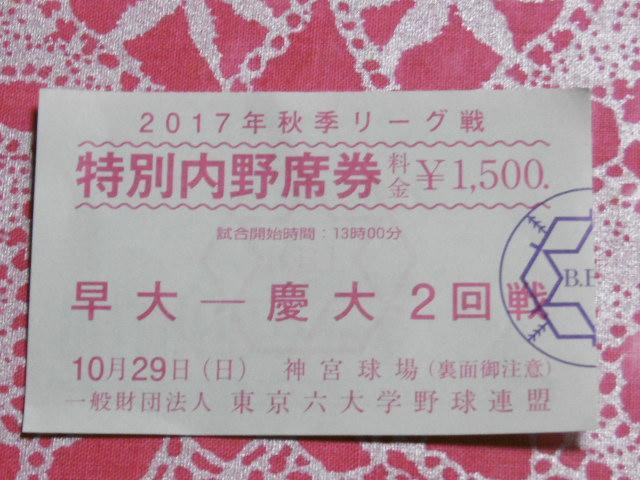 2017年秋季リーグ戦
特別内野席券 料金 ¥1,500.
試合開始時間：13時00分
早大 ― 慶大 2回戦
10月29日（日） 神宮球場（裏面御注意）
一般財団法人 東京六大学野球連盟